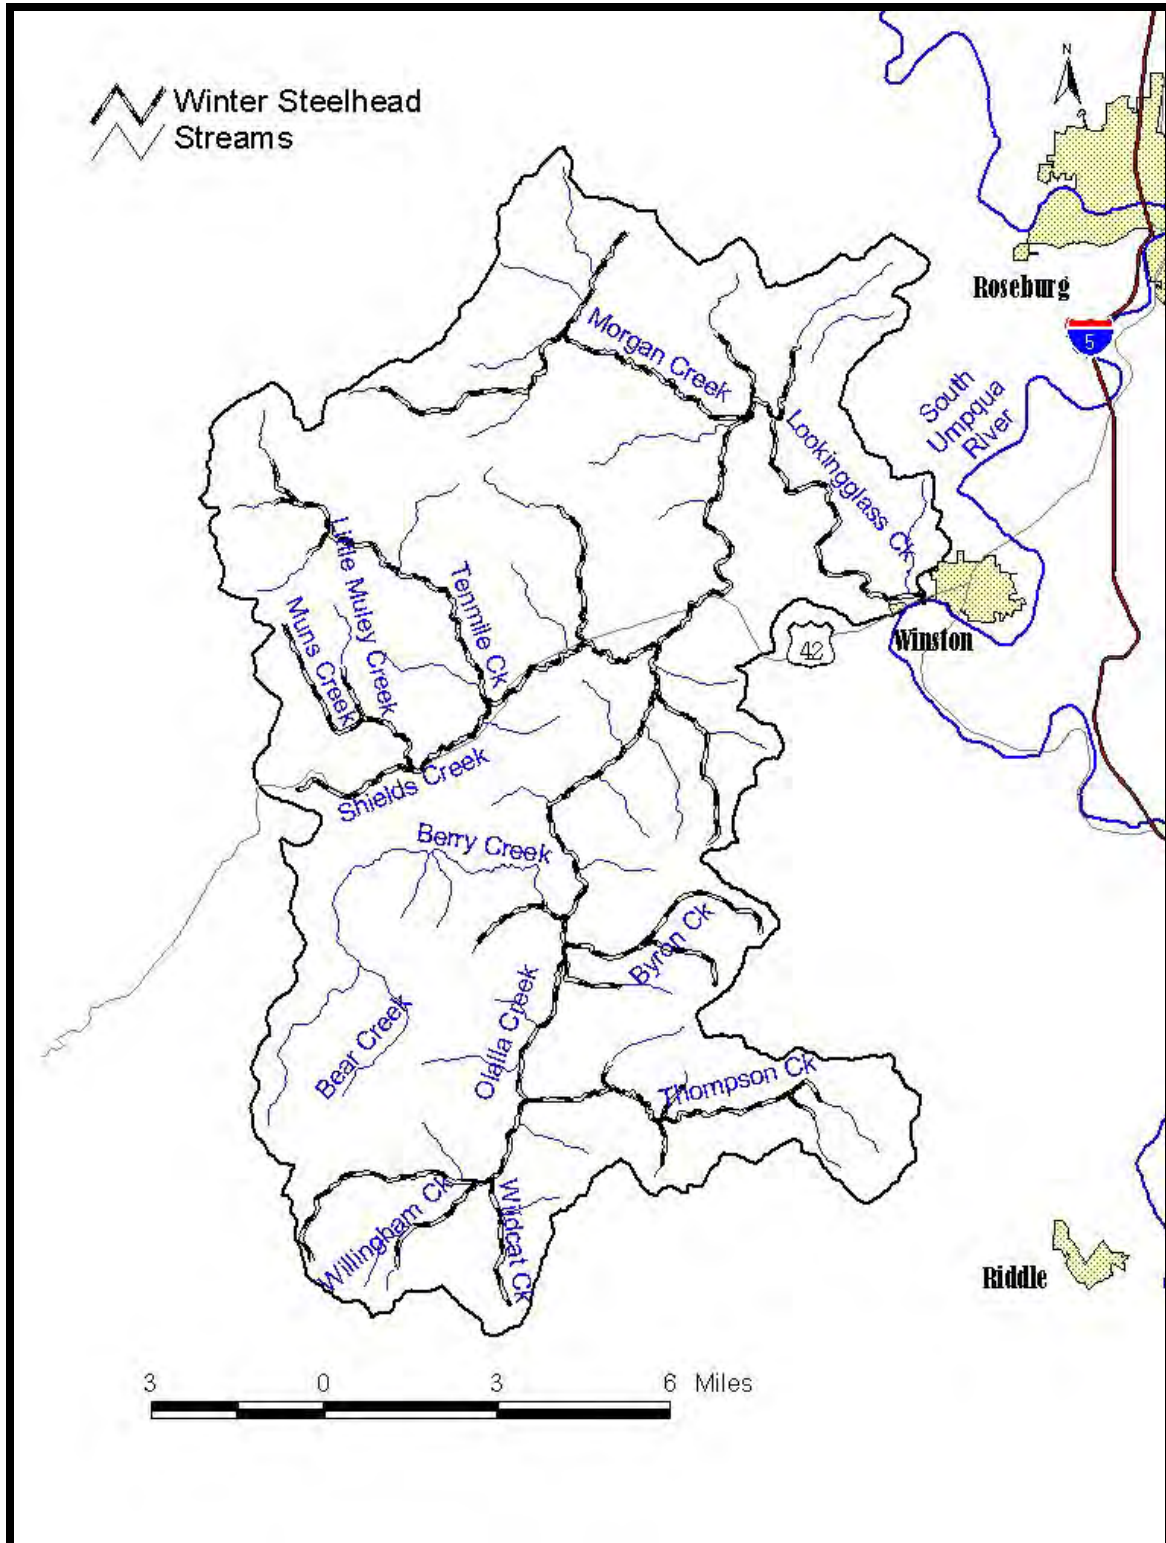 N
Winter Steelhead
Streams
Roseburg
5
Morgan Creek
South
Umpqua
River
Lookingglass Ck
Little Muley Creek
Tenmile Ck
Muns Creek
Winston
42
Shields Creek
Berry Creek
Byron Ck
Olalla Creek
Bear Creek
Thompson Ck
Willingham Ck
Wildcat Ck
Riddle
3 0 3 6 Miles